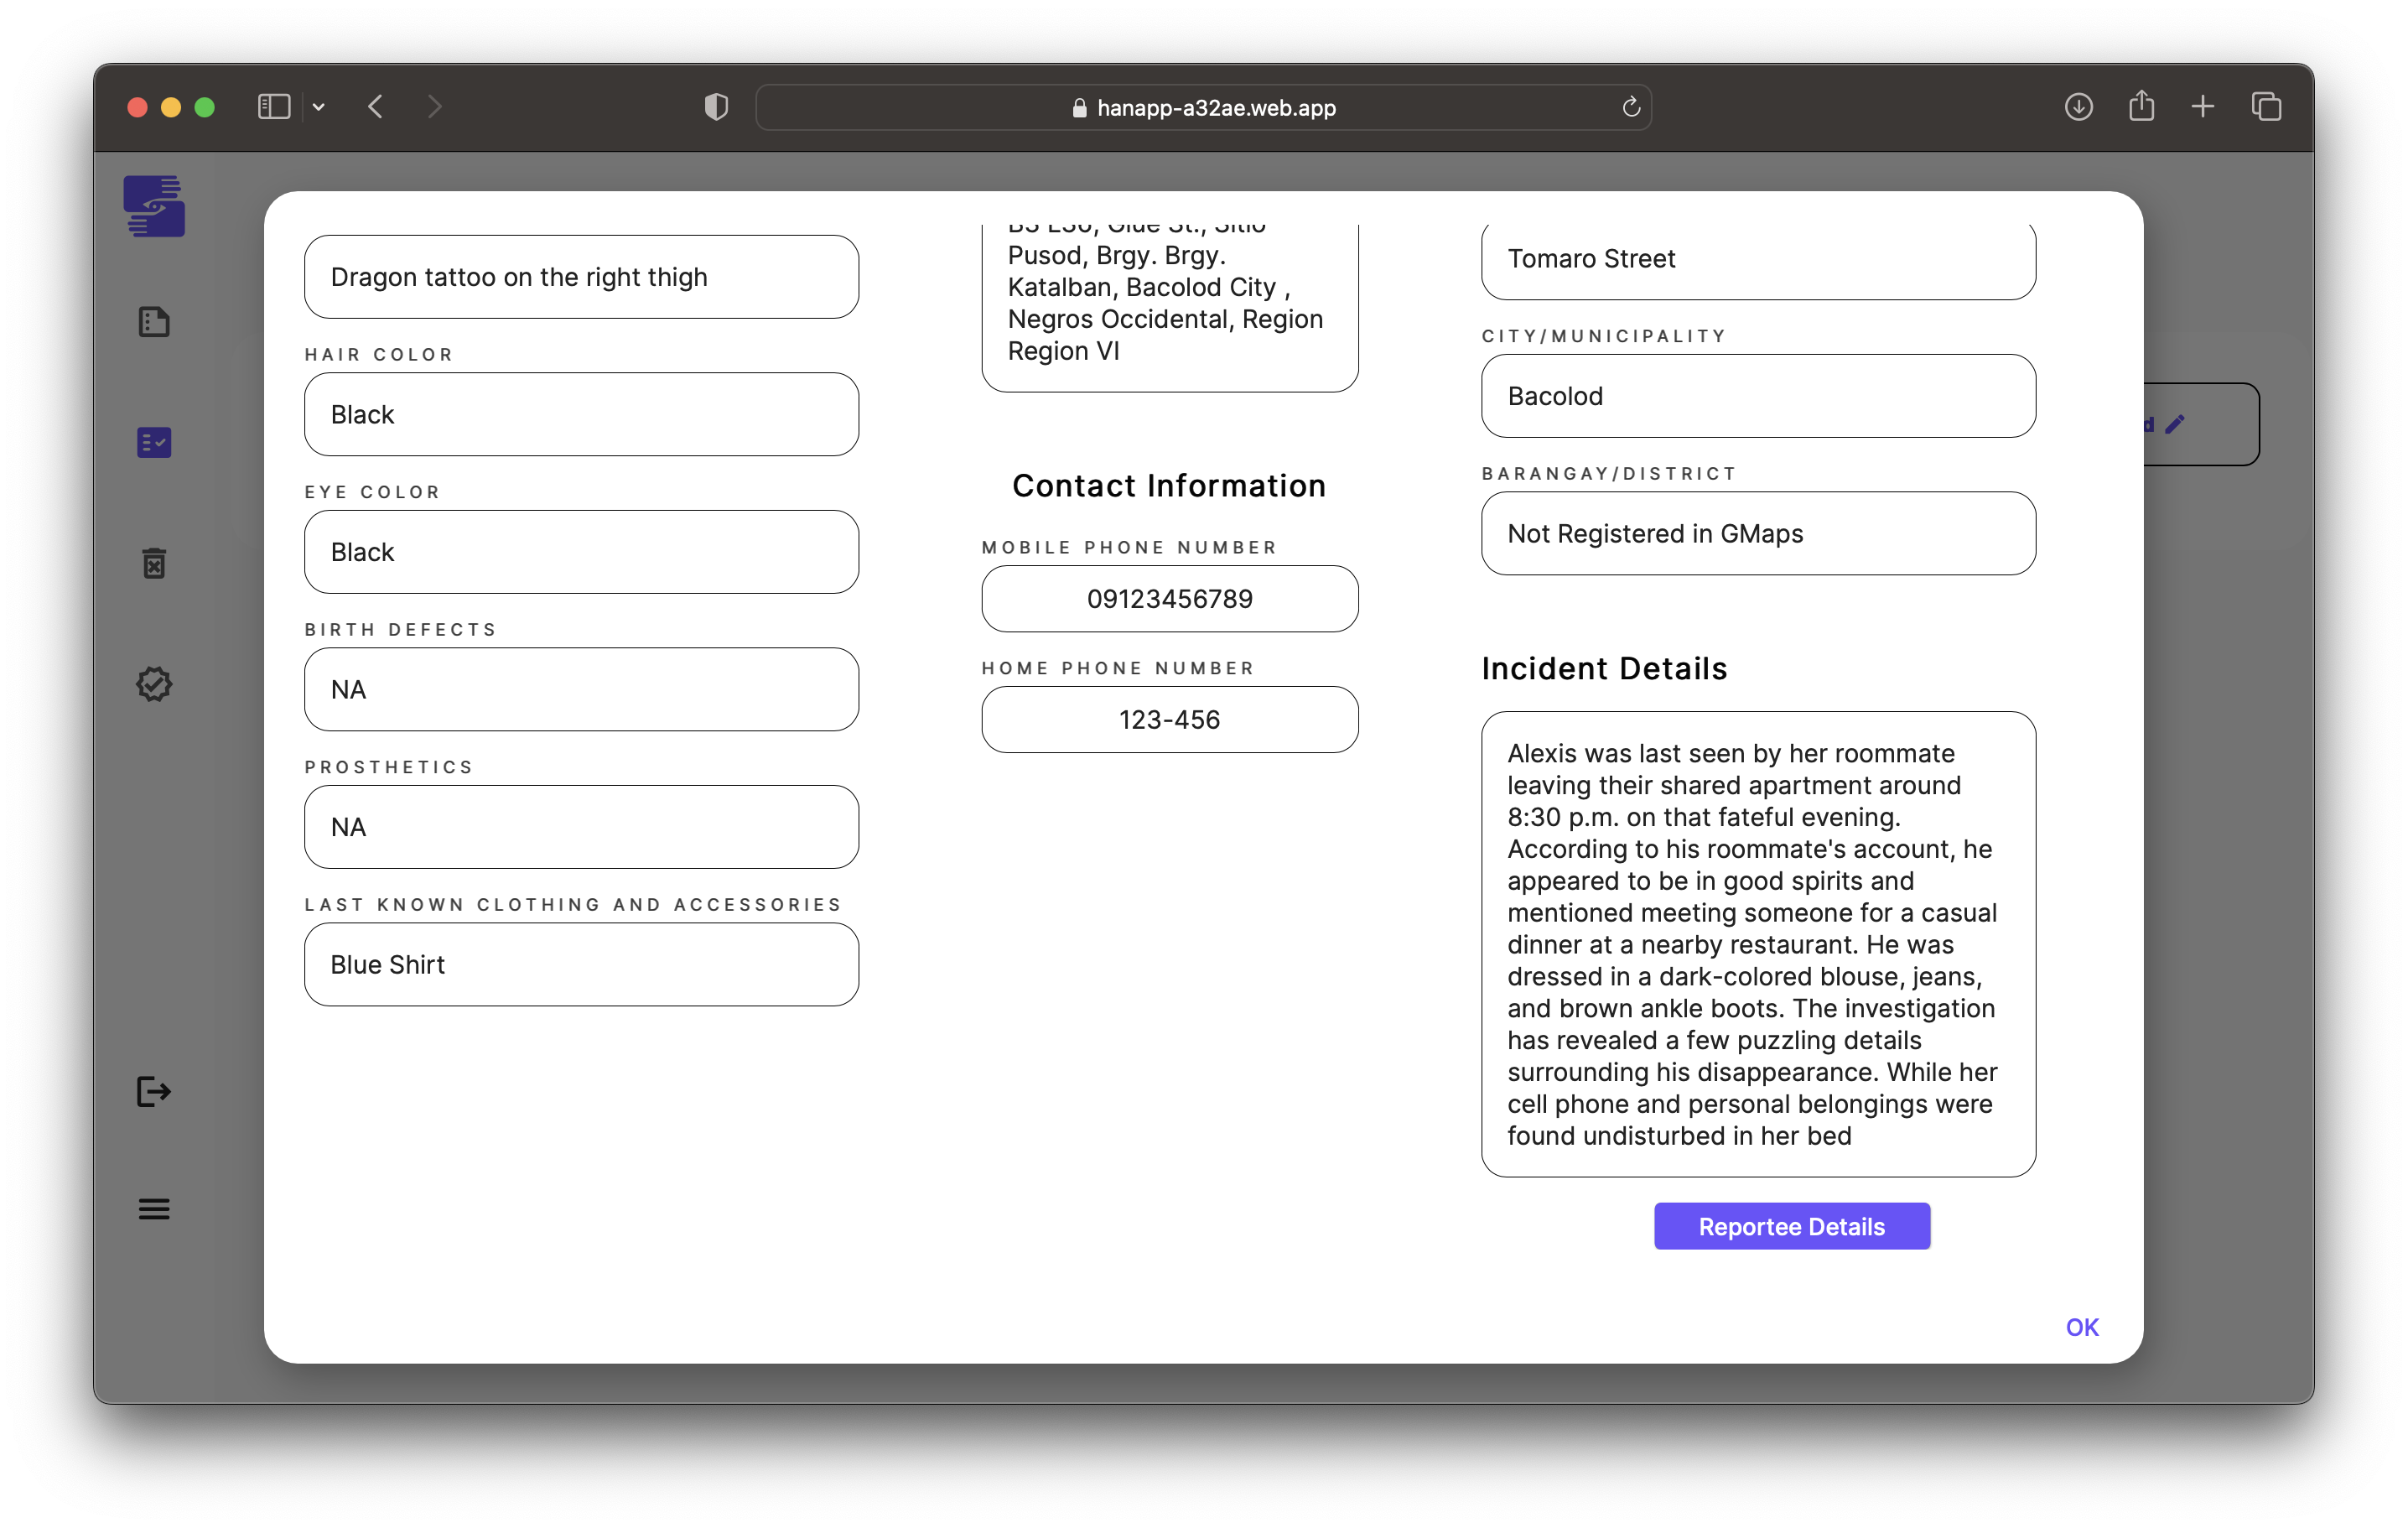 hanapp-a32ae.web.app
Dragon tattoo on the right thigh
HAIR COLOR
Black
EYE COLOR
Black
BIRTH DEFECTS
NA
PROSTHETICS
NA
LAST KNOWN CLOTHING AND ACCESSORIES
Blue Shirt
Pusod, Brgy. Brgy.
Katalban, Bacolod City ,
Negros Occidental, Region
Region VI
Contact Information
MOBILE PHONE NUMBER
09123456789
HOME PHONE NUMBER
123-456
Tomaro Street
CITY/MUNICIPALITY
Bacolod
BARANGAY/DISTRICT
Not Registered in GMaps
Incident Details
Alexis was last seen by her roommate
leaving their shared apartment around
8:30 p.m. on that fateful evening.
According to his roommate's account, he
appeared to be in good spirits and
mentioned meeting someone for a casual
dinner at a nearby restaurant. He was
dressed in a dark-colored blouse, jeans,
and brown ankle boots. The investigation
has revealed a few puzzling details
surrounding his disappearance. While her
cell phone and personal belongings were
found undisturbed in her bed
Reportee Details
OK
d